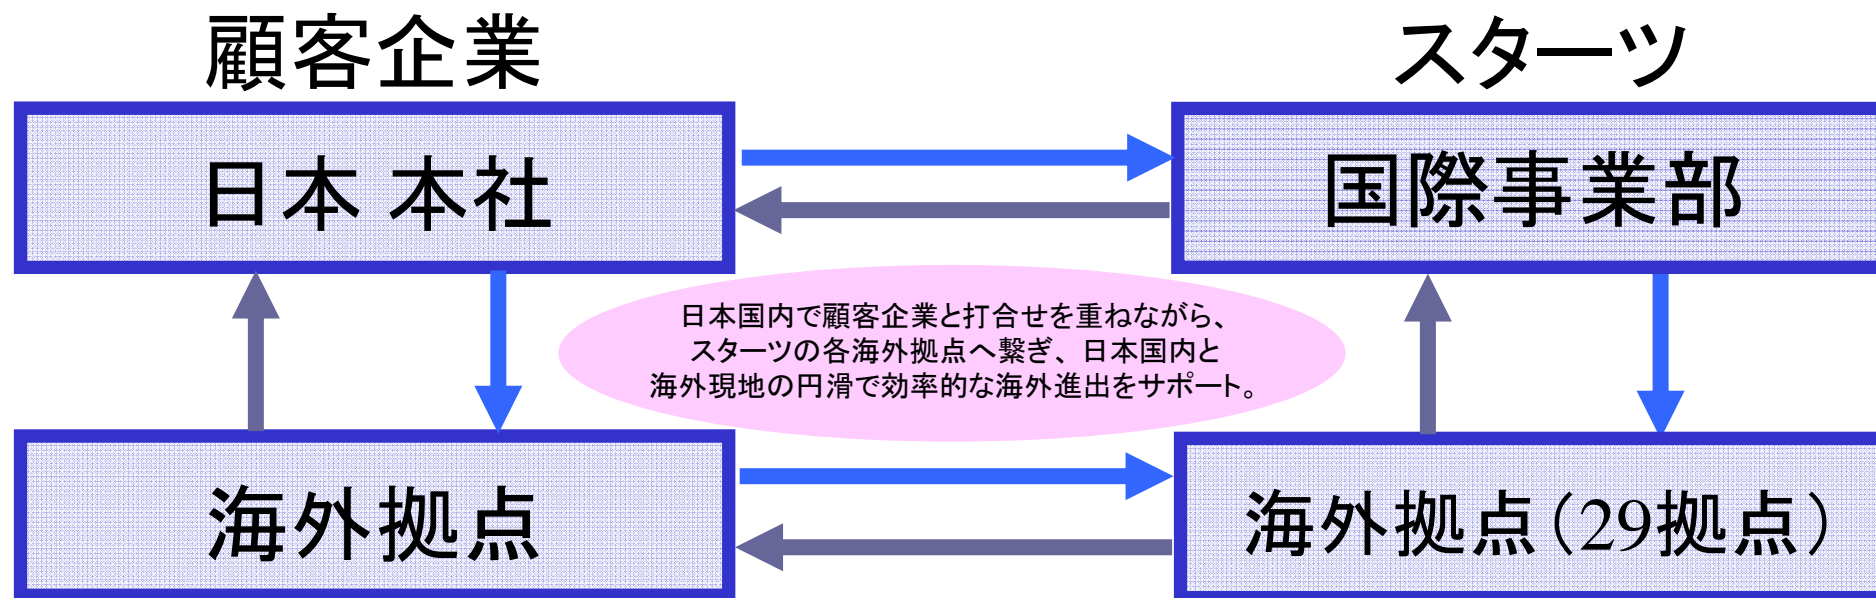 顧客企業
スターツ
日本 本社
国際事業部
日本国内で顧客企業と打合せを重ねながら、
スターツの各海外拠点へ繋ぎ、日本国内と
海外現地の円滑で効率的な海外進出をサポート。
海外拠点
海外拠点（29拠点）